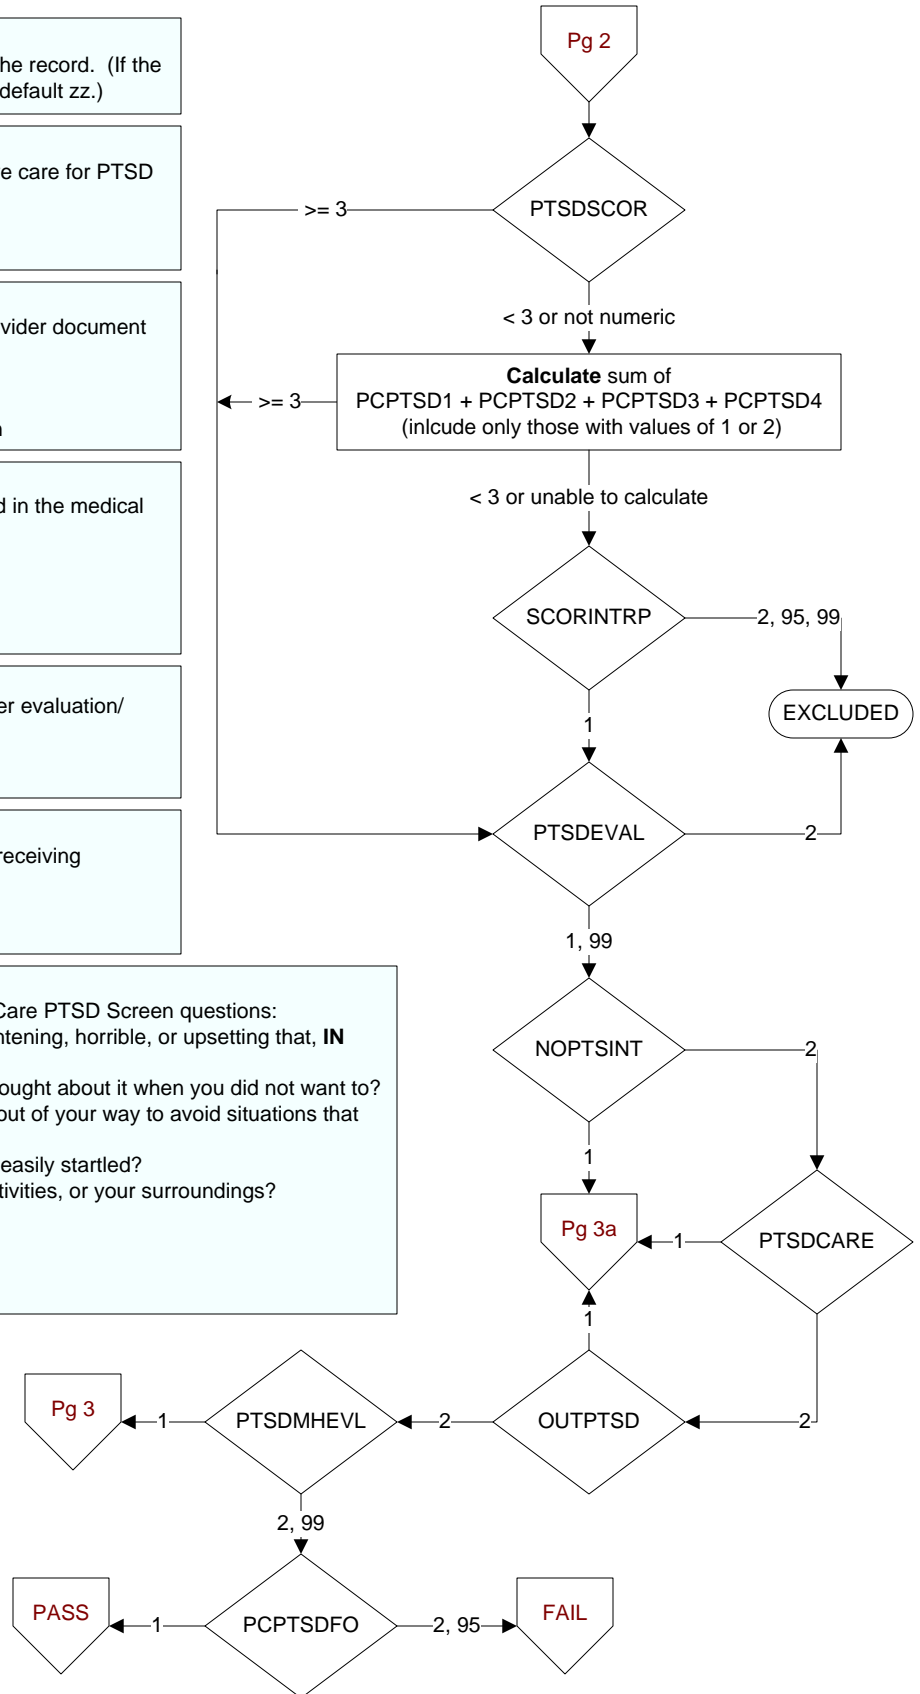 he record.  (If the
default zz.)
e care for PTSD
vider document
d in the medical
er evaluation/
receiving
Care PTSD Screen questions:
ntening, horrible, or upsetting that, IN
ought about it when you did not want to?
out of your way to avoid situations that
easily startled?
tivities, or your surroundings?
Pg 2
PTSDSCOR
>= 3
< 3 or not numeric
Calculate sum of
PCPTSD1 + PCPTSD2 + PCPTSD3 + PCPTSD4
(inlcude only those with values of 1 or 2)
>= 3
< 3 or unable to calculate
SCORINTRP
2, 95, 99
EXCLUDED
1
PTSDEVAL
2
1, 99
NOPTSINT
2
1
Pg 3a
1
PTSDCARE
1
2
OUTPTSD
2
PTSDMHEVL
1
Pg 3
2, 99
PCPTSDFO
1
PASS
2, 95
FAIL